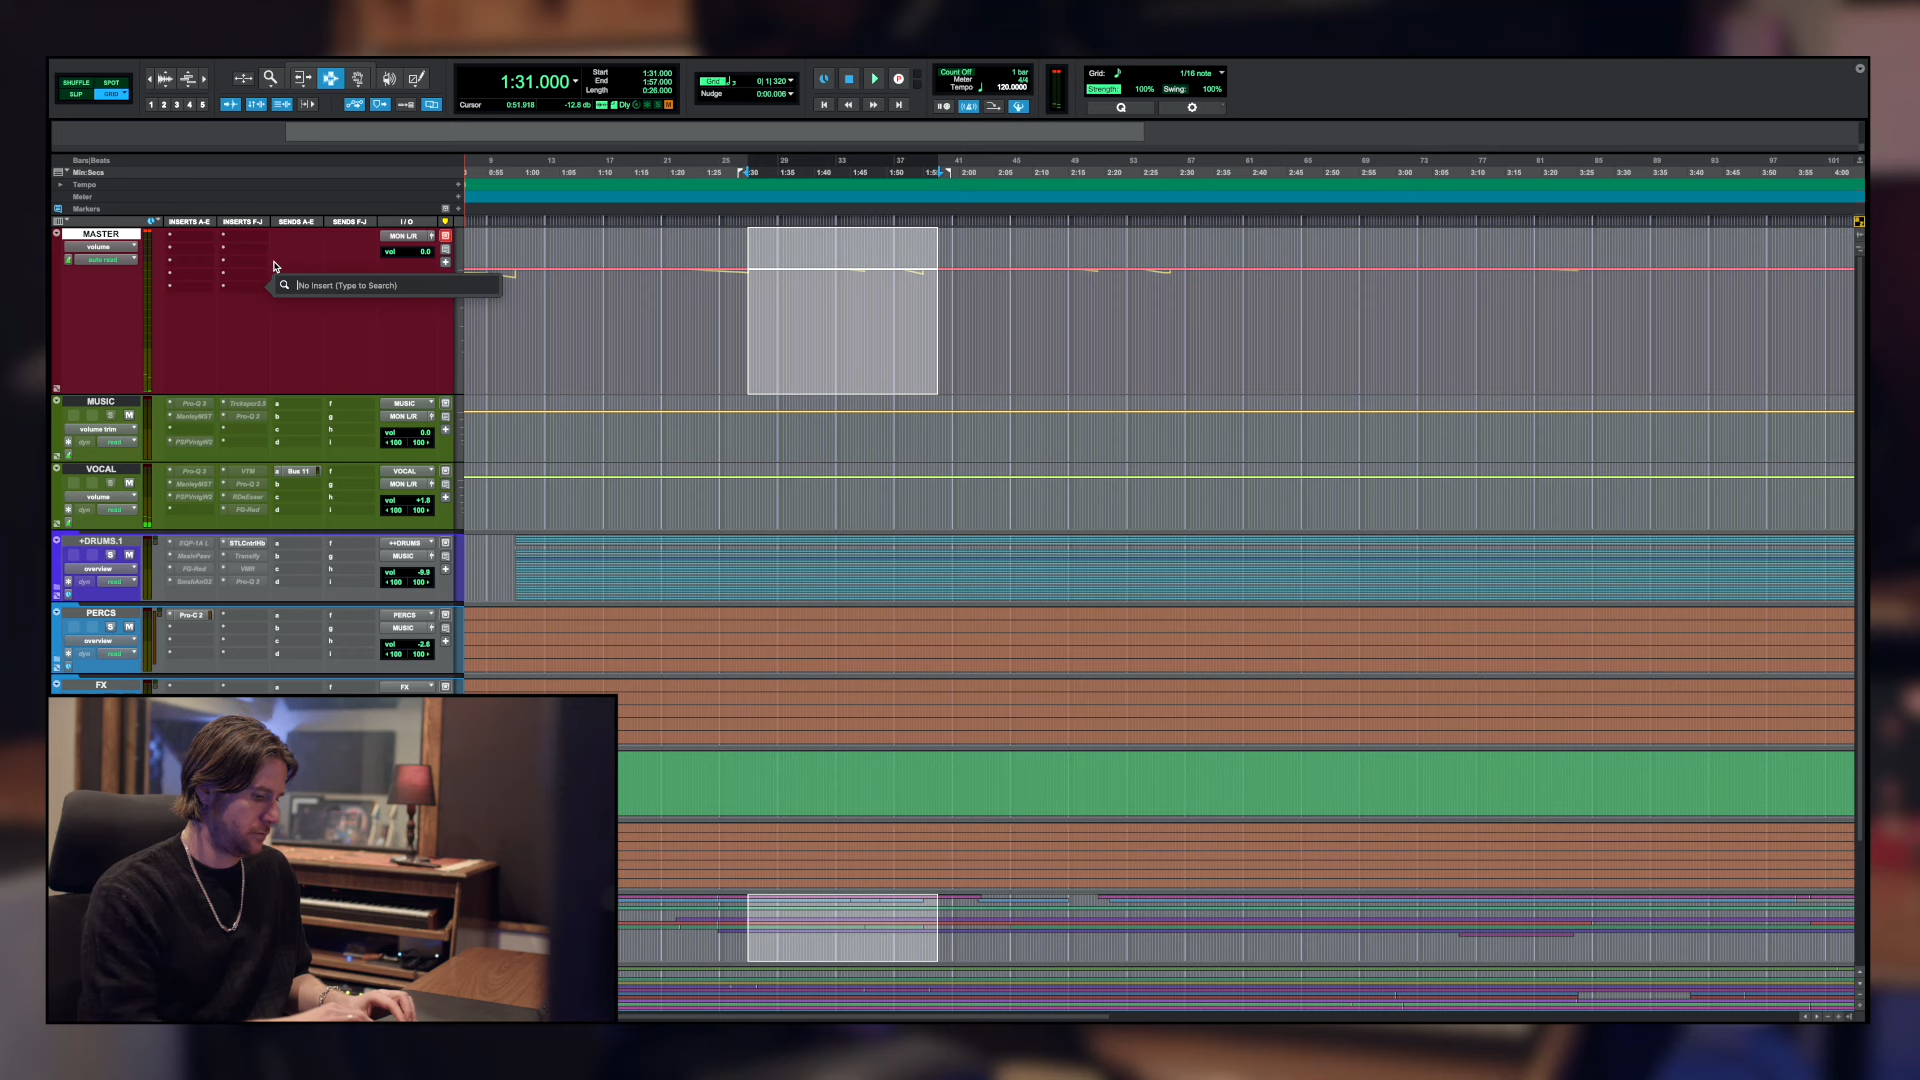 SHUFFLE SPOT
SLIP GRID
1 2 3 4 5
1:31.000
Start 1:31.000
End 1:57.000
Length 0:26.000
Cursor 0:51.918 -12.8 db Dly S M
Grid 0| 1| 320
Nudge 0:00.006
P
Count Off 1 bar
Meter 4/4
Tempo 120.0000
Grid: 1/16 note
Strength: 100% Swing: 100%
Q
Bars|Beats 9 13 17 21 25 29 33 37 41 45 49 53 57 61 65 69 73 77 81 85 89 93 97 101
Min:Secs 0:55 1:00 1:05 1:10 1:15 1:20 1:25 1:35 1:40 1:45 1:50 2:00 2:05 2:10 2:15 2:20 2:25 2:30 2:35 2:40 2:45 2:50 2:55 3:00 3:05 3:10 3:15 3:20 3:25 3:30 3:35 3:40 3:45 3:50 3:55 4:00
Tempo
Meter
Markers
INSERTS A-E INSERTS F-J SENDS A-E SENDS F-J I / O
MASTER MON L/R
volume vol 0.0
auto read
No Insert (Type to Search)
MUSIC Pro-Q 3 Trckspcr2.5 a f MUSIC
S M ManleyMST Pro-Q 3 b g MON L/R
volume trim c h vol 0.0
dyn read PSPVntgW2 d i 100 100
VOCAL Pro-Q 3 VTM a Bus 11 f VOCAL
S M ManleyMST Pro-Q 3 b g MON L/R
volume PSPVntgW2 RDeEsser c h vol +1.8
dyn read FG-Red d i 100 100
+DRUMS.1 EQP-1A L STLCntrlHb a f ++DRUMS
S M MashvPasv Transify b g MUSIC
overview FG-Red VMR c h vol -9.9
dyn read SmshAnG2 Pro-Q 3 d i 100 100
PERCS Pro-C 2 a f PERCS
S M b g MUSIC
overview c h vol -2.6
dyn read d i 100 100
FX a f FX